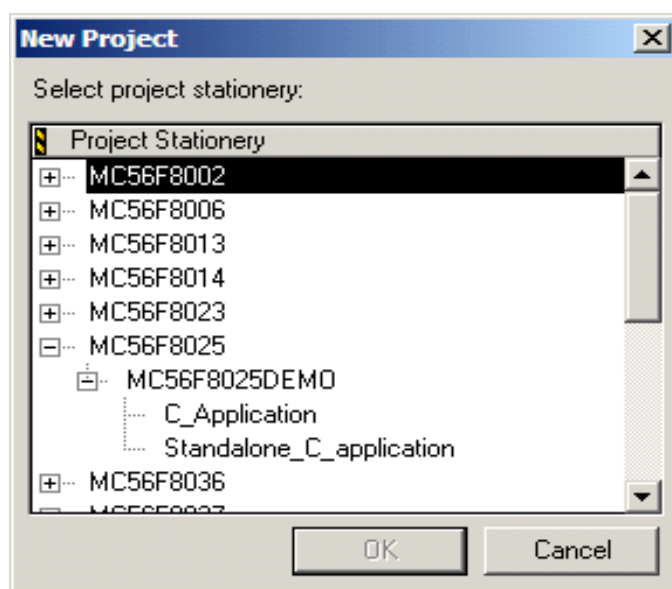 New Project
Select project stationery:
Project Stationery
MC56F8002
MC56F8006
MC56F8013
MC56F8014
MC56F8023
MC56F8025
MC56F8025DEMO
C_Application
Standalone_C_application
MC56F8036
OK
Cancel